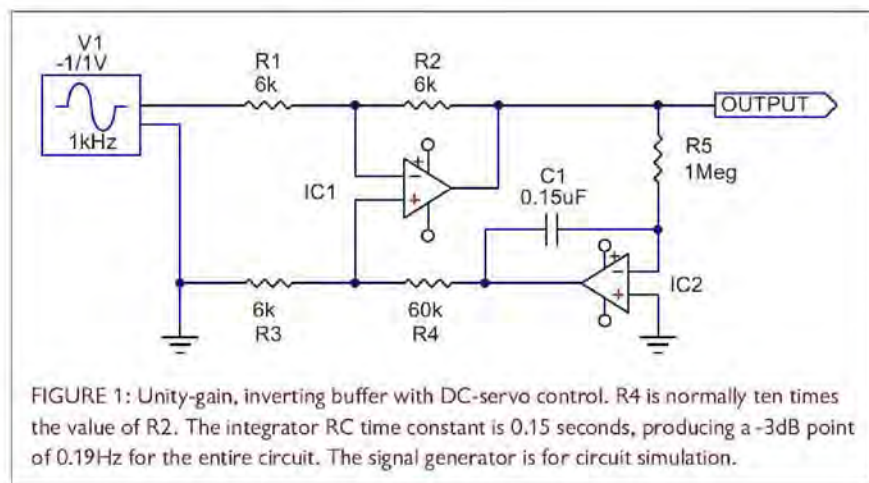 V1
-1/1V
1kHz
R1
6k
R2
6k
OUTPUT
R5
1Meg
C1
0.15uF
IC1
IC2
6k
R3
60k
R4
FIGURE 1: Unity-gain, inverting buffer with DC-servo control. R4 is normally ten times
the value of R2. The integrator RC time constant is 0.15 seconds, producing a -3dB point
of 0.19Hz for the entire circuit. The signal generator is for circuit simulation.